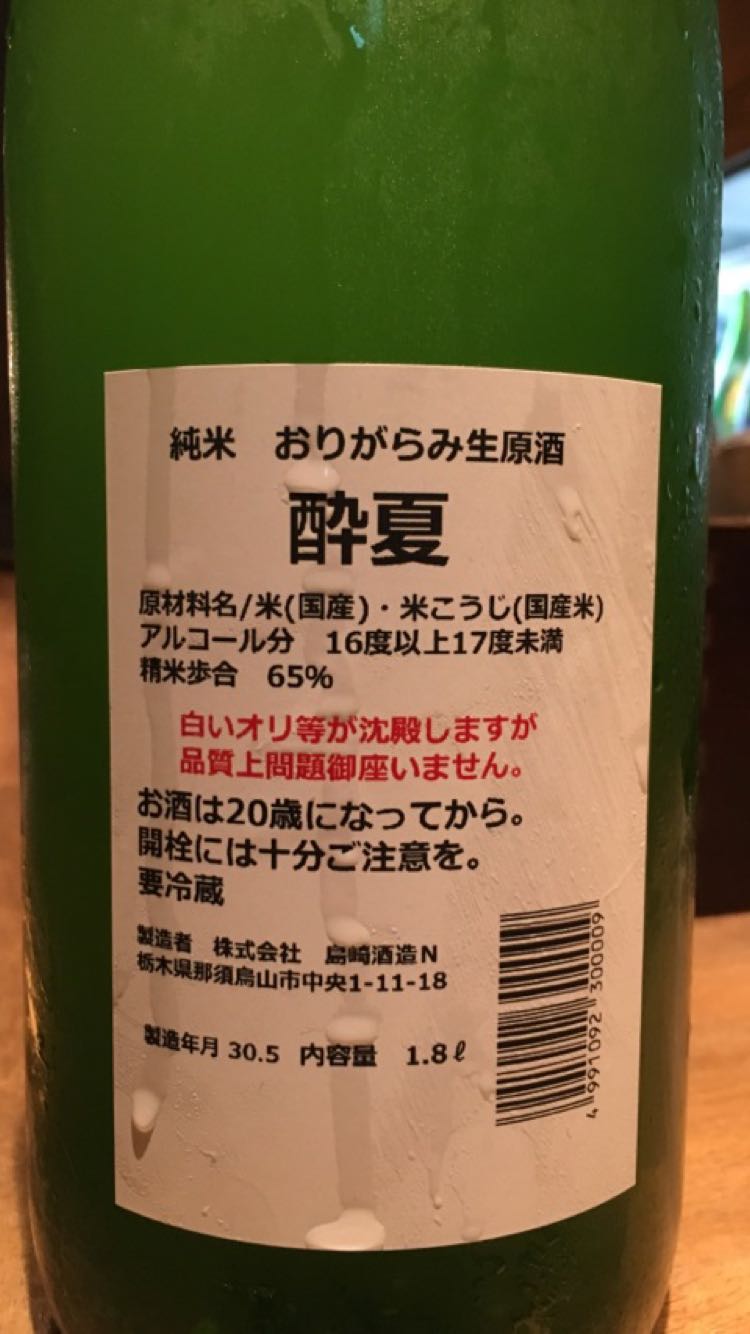 純米 おりがらみ生原酒
酔夏
原材料名/米(国産)・米こうじ(国産米)
アルコール分 16度以上17度未満
精米歩合 65%
白いオリ等が沈殿しますが
品質上問題御座いません。
お酒は20歳になってから。
開栓には十分ご注意を。
要冷蔵
製造者 株式会社 島崎酒造N
栃木県那須烏山市中央1-11-18
製造年月 30.5 内容量 1.8ℓ
4 991092 300009